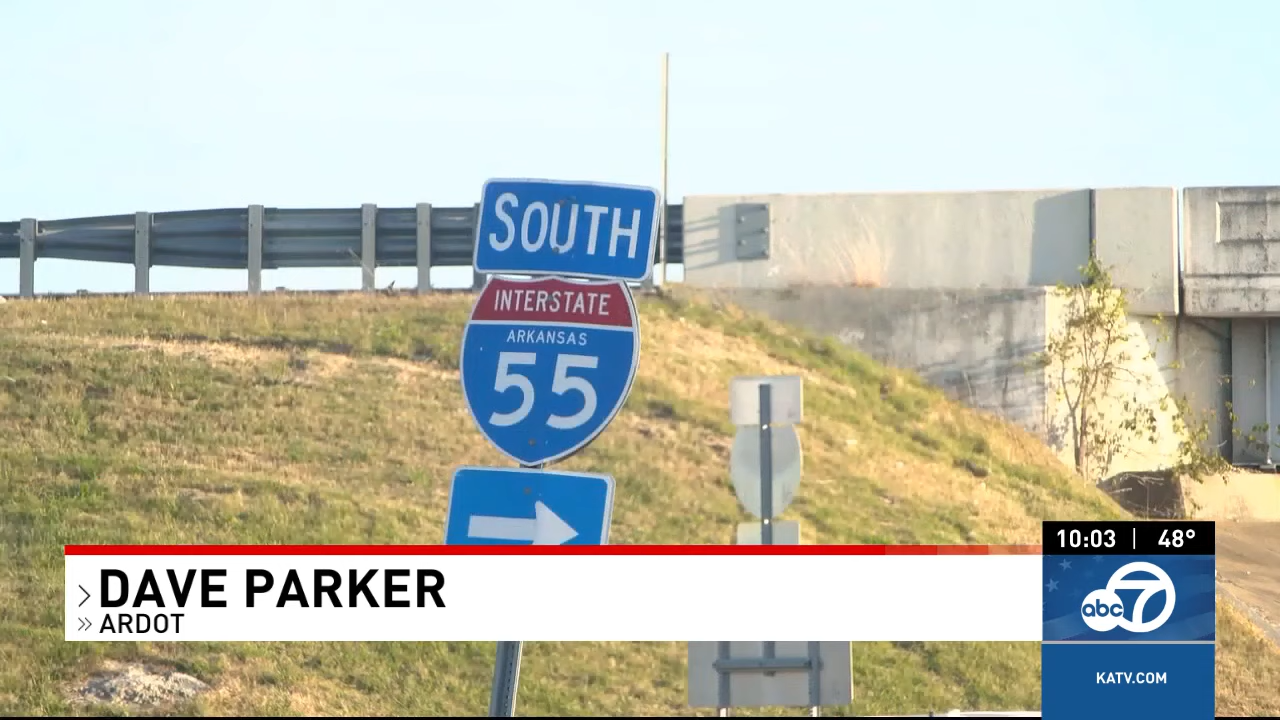 SOUTH
INTERSTATE
ARKANSAS
55
DAVE PARKER
ARDOT
10:03 | 48°
abc 7
KATV.COM